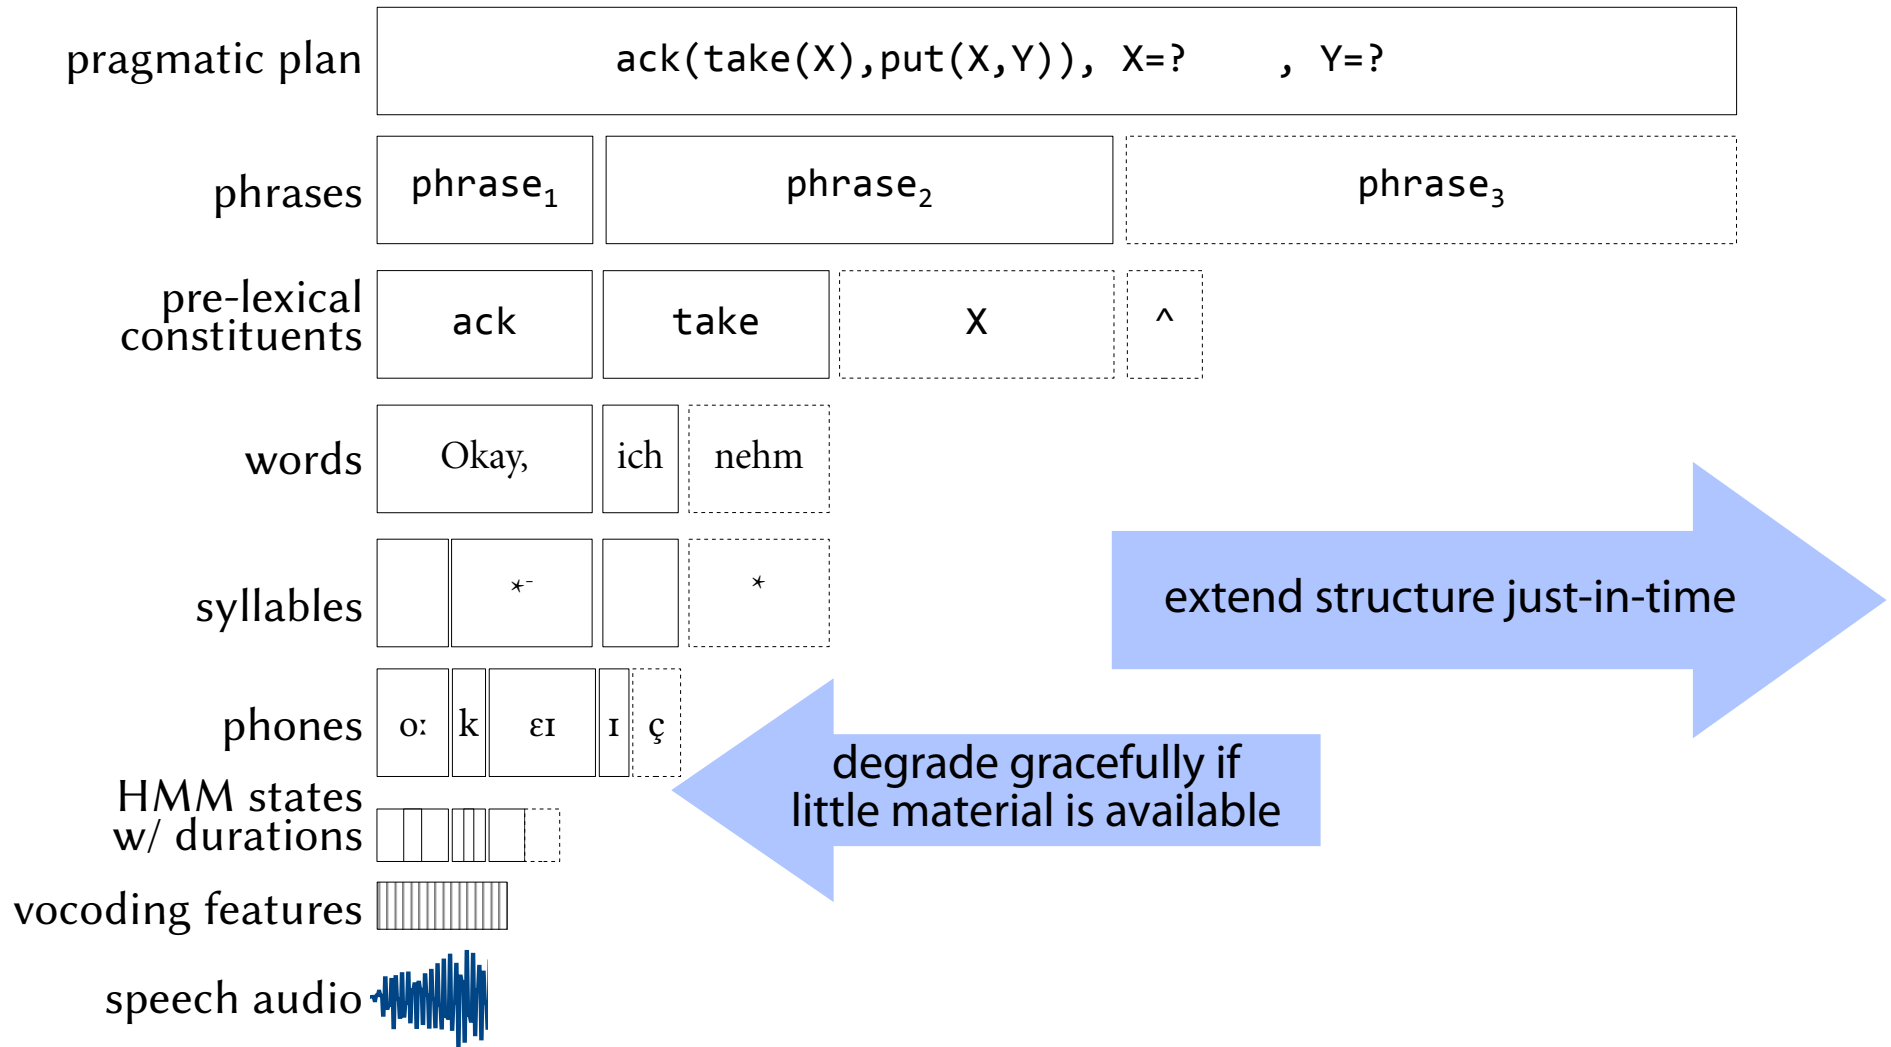 pragmatic plan
ack(take(X),put(X,Y)), X=? , Y=?
phrases
phrase₁
phrase₂
phrase₃
pre-lexical
constituents
ack
take
X
^
words
Okay,
ich
nehm
syllables
*-
*
extend structure just-in-time
phones
oː
k
ɛɪ
ɪ
ç
degrade gracefully if
little material is available
HMM states
w/ durations
vocoding features
speech audio